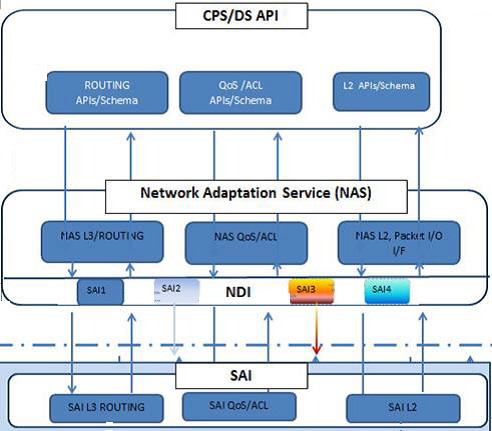 CPS/DS API
ROUTING
APIs/Schema
QoS /ACL
APIs/Schema
L2 APIs/Schema
Network Adaptation Service (NAS)
NAS L3/ROUTING
NAS QoS/ACL
NAS L2, Packet I/O
I/F
SAI1
SAI2
NDI
SAI3
SAI4
SAI
SAI L3 ROUTING
SAI QoS/ACL
SAI L2